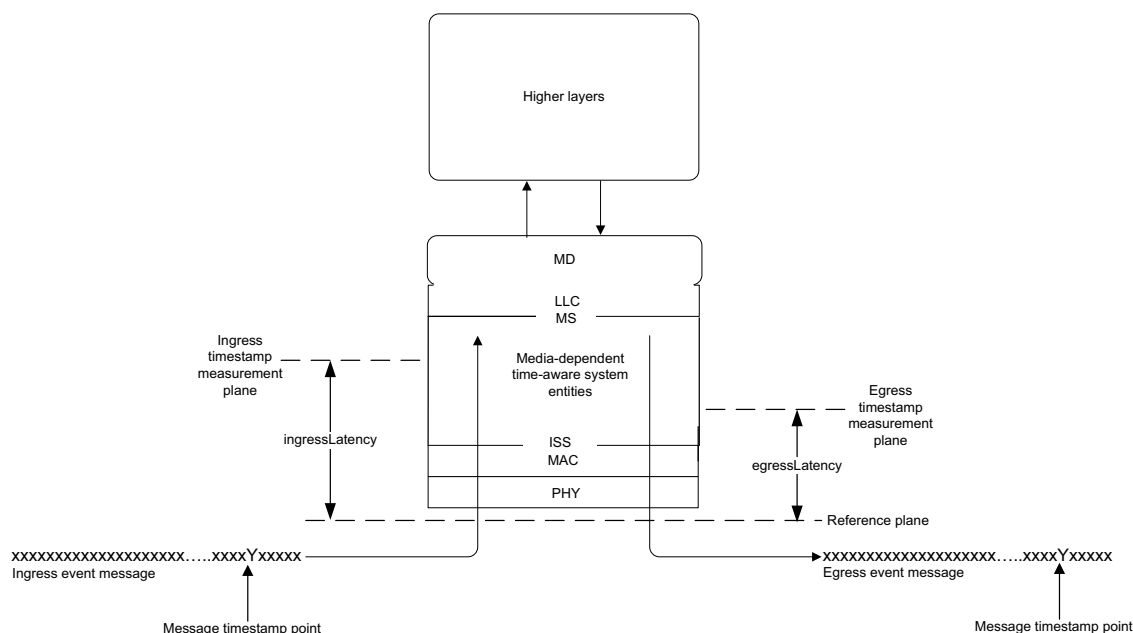 Higher layers
MD
LLC
MS
Ingress
timestamp
measurement
plane
Media-dependent
time-aware system
entities
Egress
timestamp
measurement
plane
ingressLatency
ISS
MAC
egressLatency
PHY
Reference plane
xxxxxxxxxxxxxxxxxxxx…..xxxxYxxxxx
Ingress event message
xxxxxxxxxxxxxxxxxxxx…..xxxxYxxxxx
Egress event message
Message timestamp point
Message timestamp point